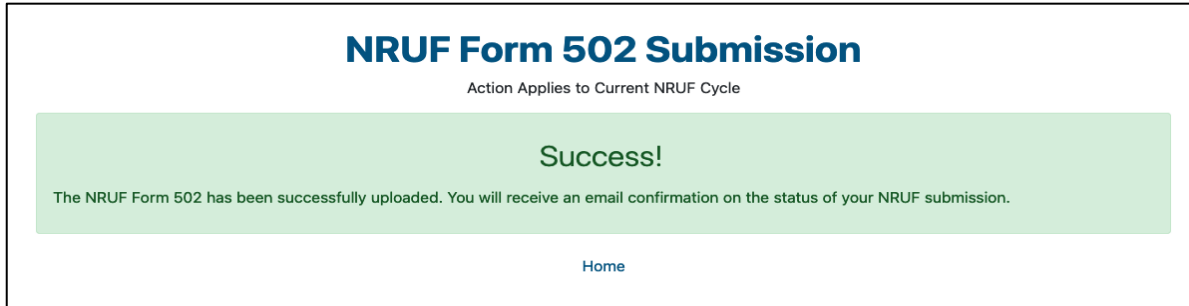 NRUF Form 502 Submission
Action Applies to Current NRUF Cycle
Success!
The NRUF Form 502 has been successfully uploaded. You will receive an email confirmation on the status of your NRUF submission.
Home